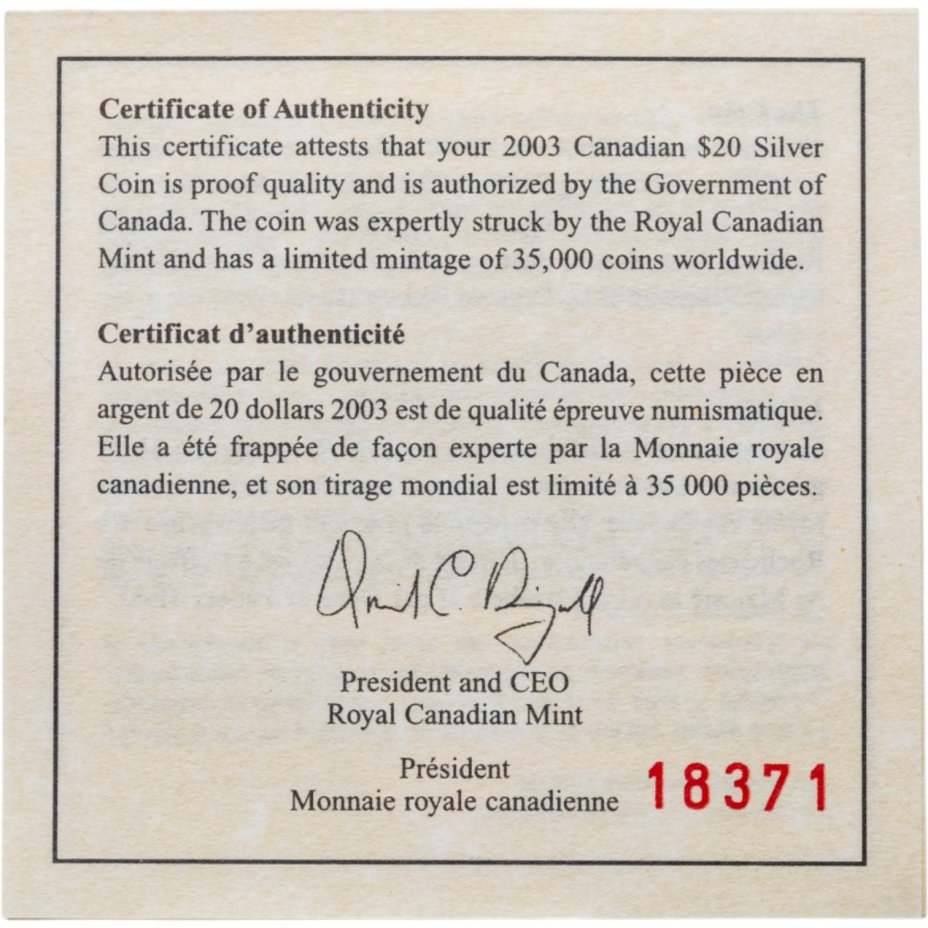 Certificate of Authenticity
This certificate attests that your 2003 Canadian $20 Silver
Coin is proof quality and is authorized by the Government of
Canada. The coin was expertly struck by the Royal Canadian
Mint and has a limited mintage of 35,000 coins worldwide.
Certificat d’authenticité
Autorisée par le gouvernement du Canada, cette pièce en
argent de 20 dollars 2003 est de qualité épreuve numismatique.
Elle a été frappée de façon experte par la Monnaie royale
canadienne, et son tirage mondial est limité à 35 000 pièces.
President and CEO
Royal Canadian Mint
Président
Monnaie royale canadienne
18371